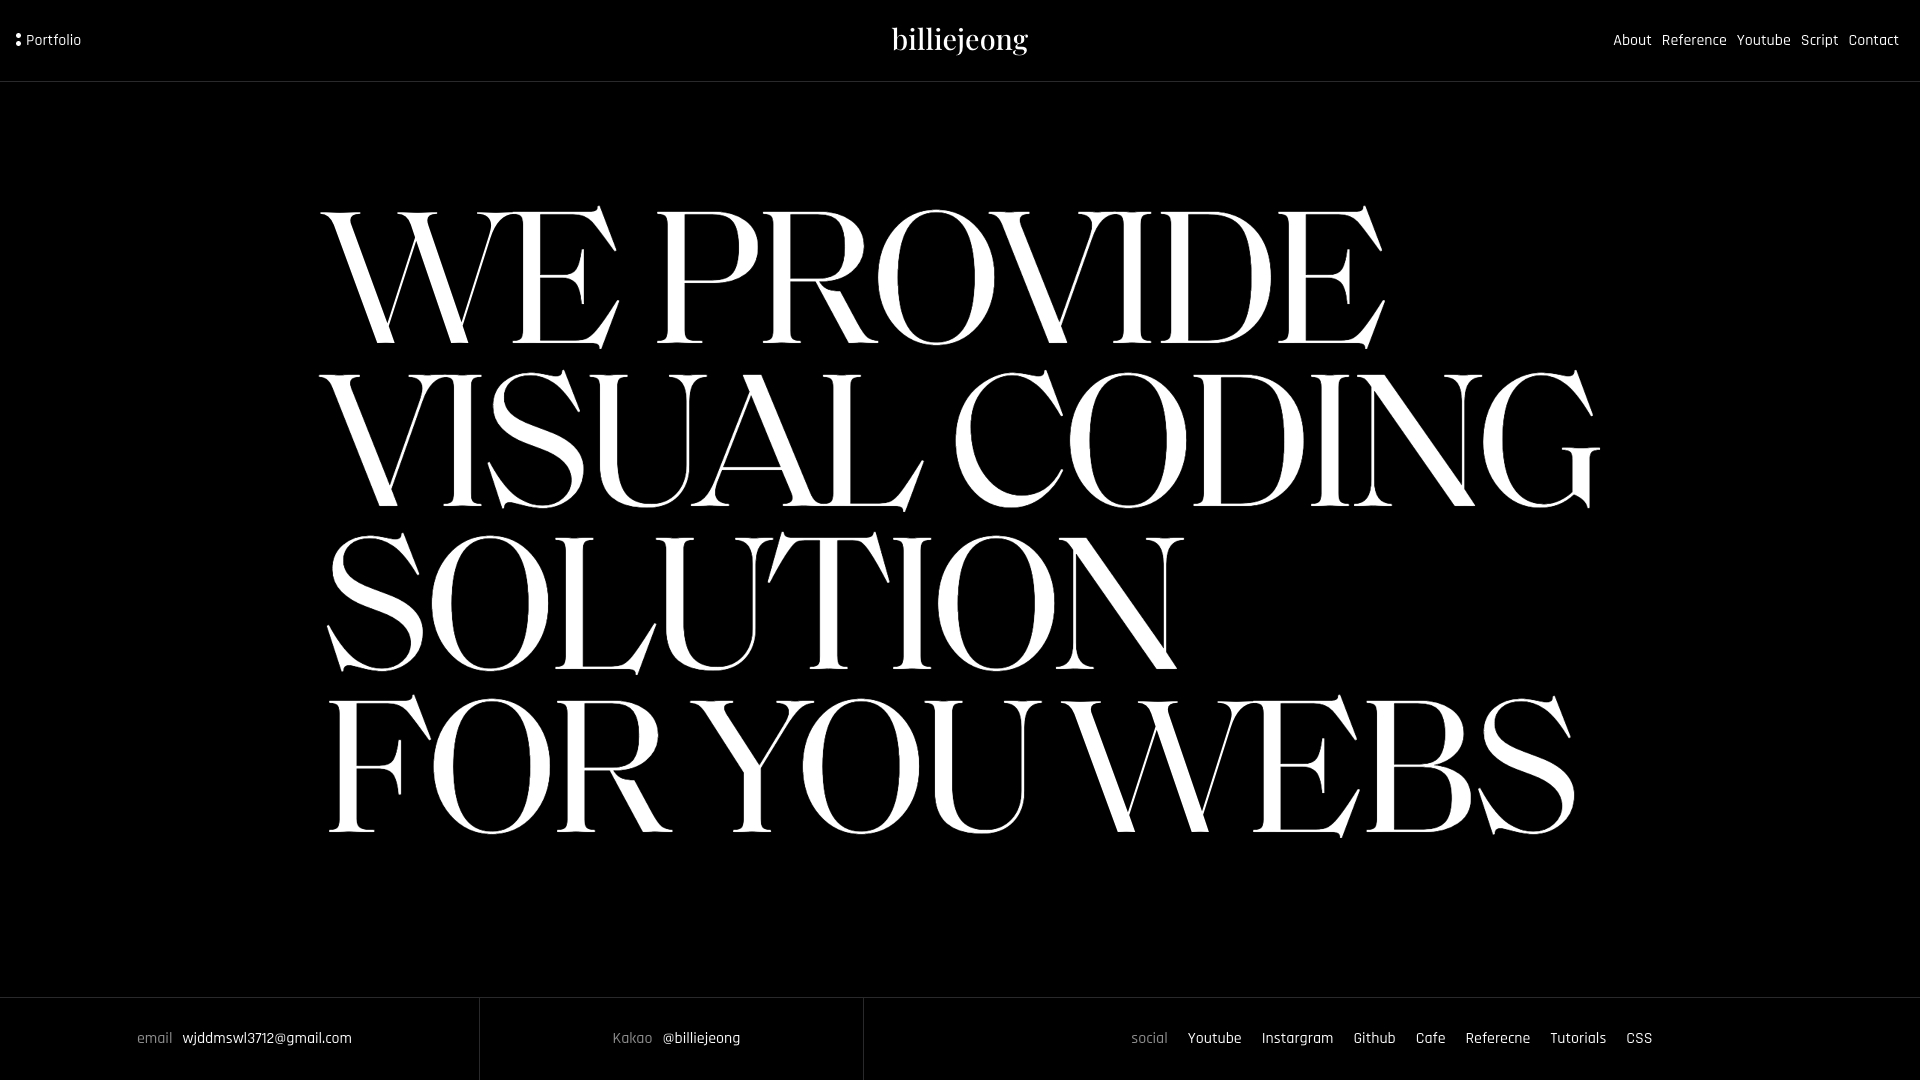 Portfolio
billiejeong
About Reference Youtube Script Contact
WE PROVIDE
VISUAL CODING
SOLUTION
FOR YOU WEBS
email wjddmswl3712@gmail.com
Kakao @billiejeong
social Youtube Instargram Github Cafe Referecne Tutorials CSS